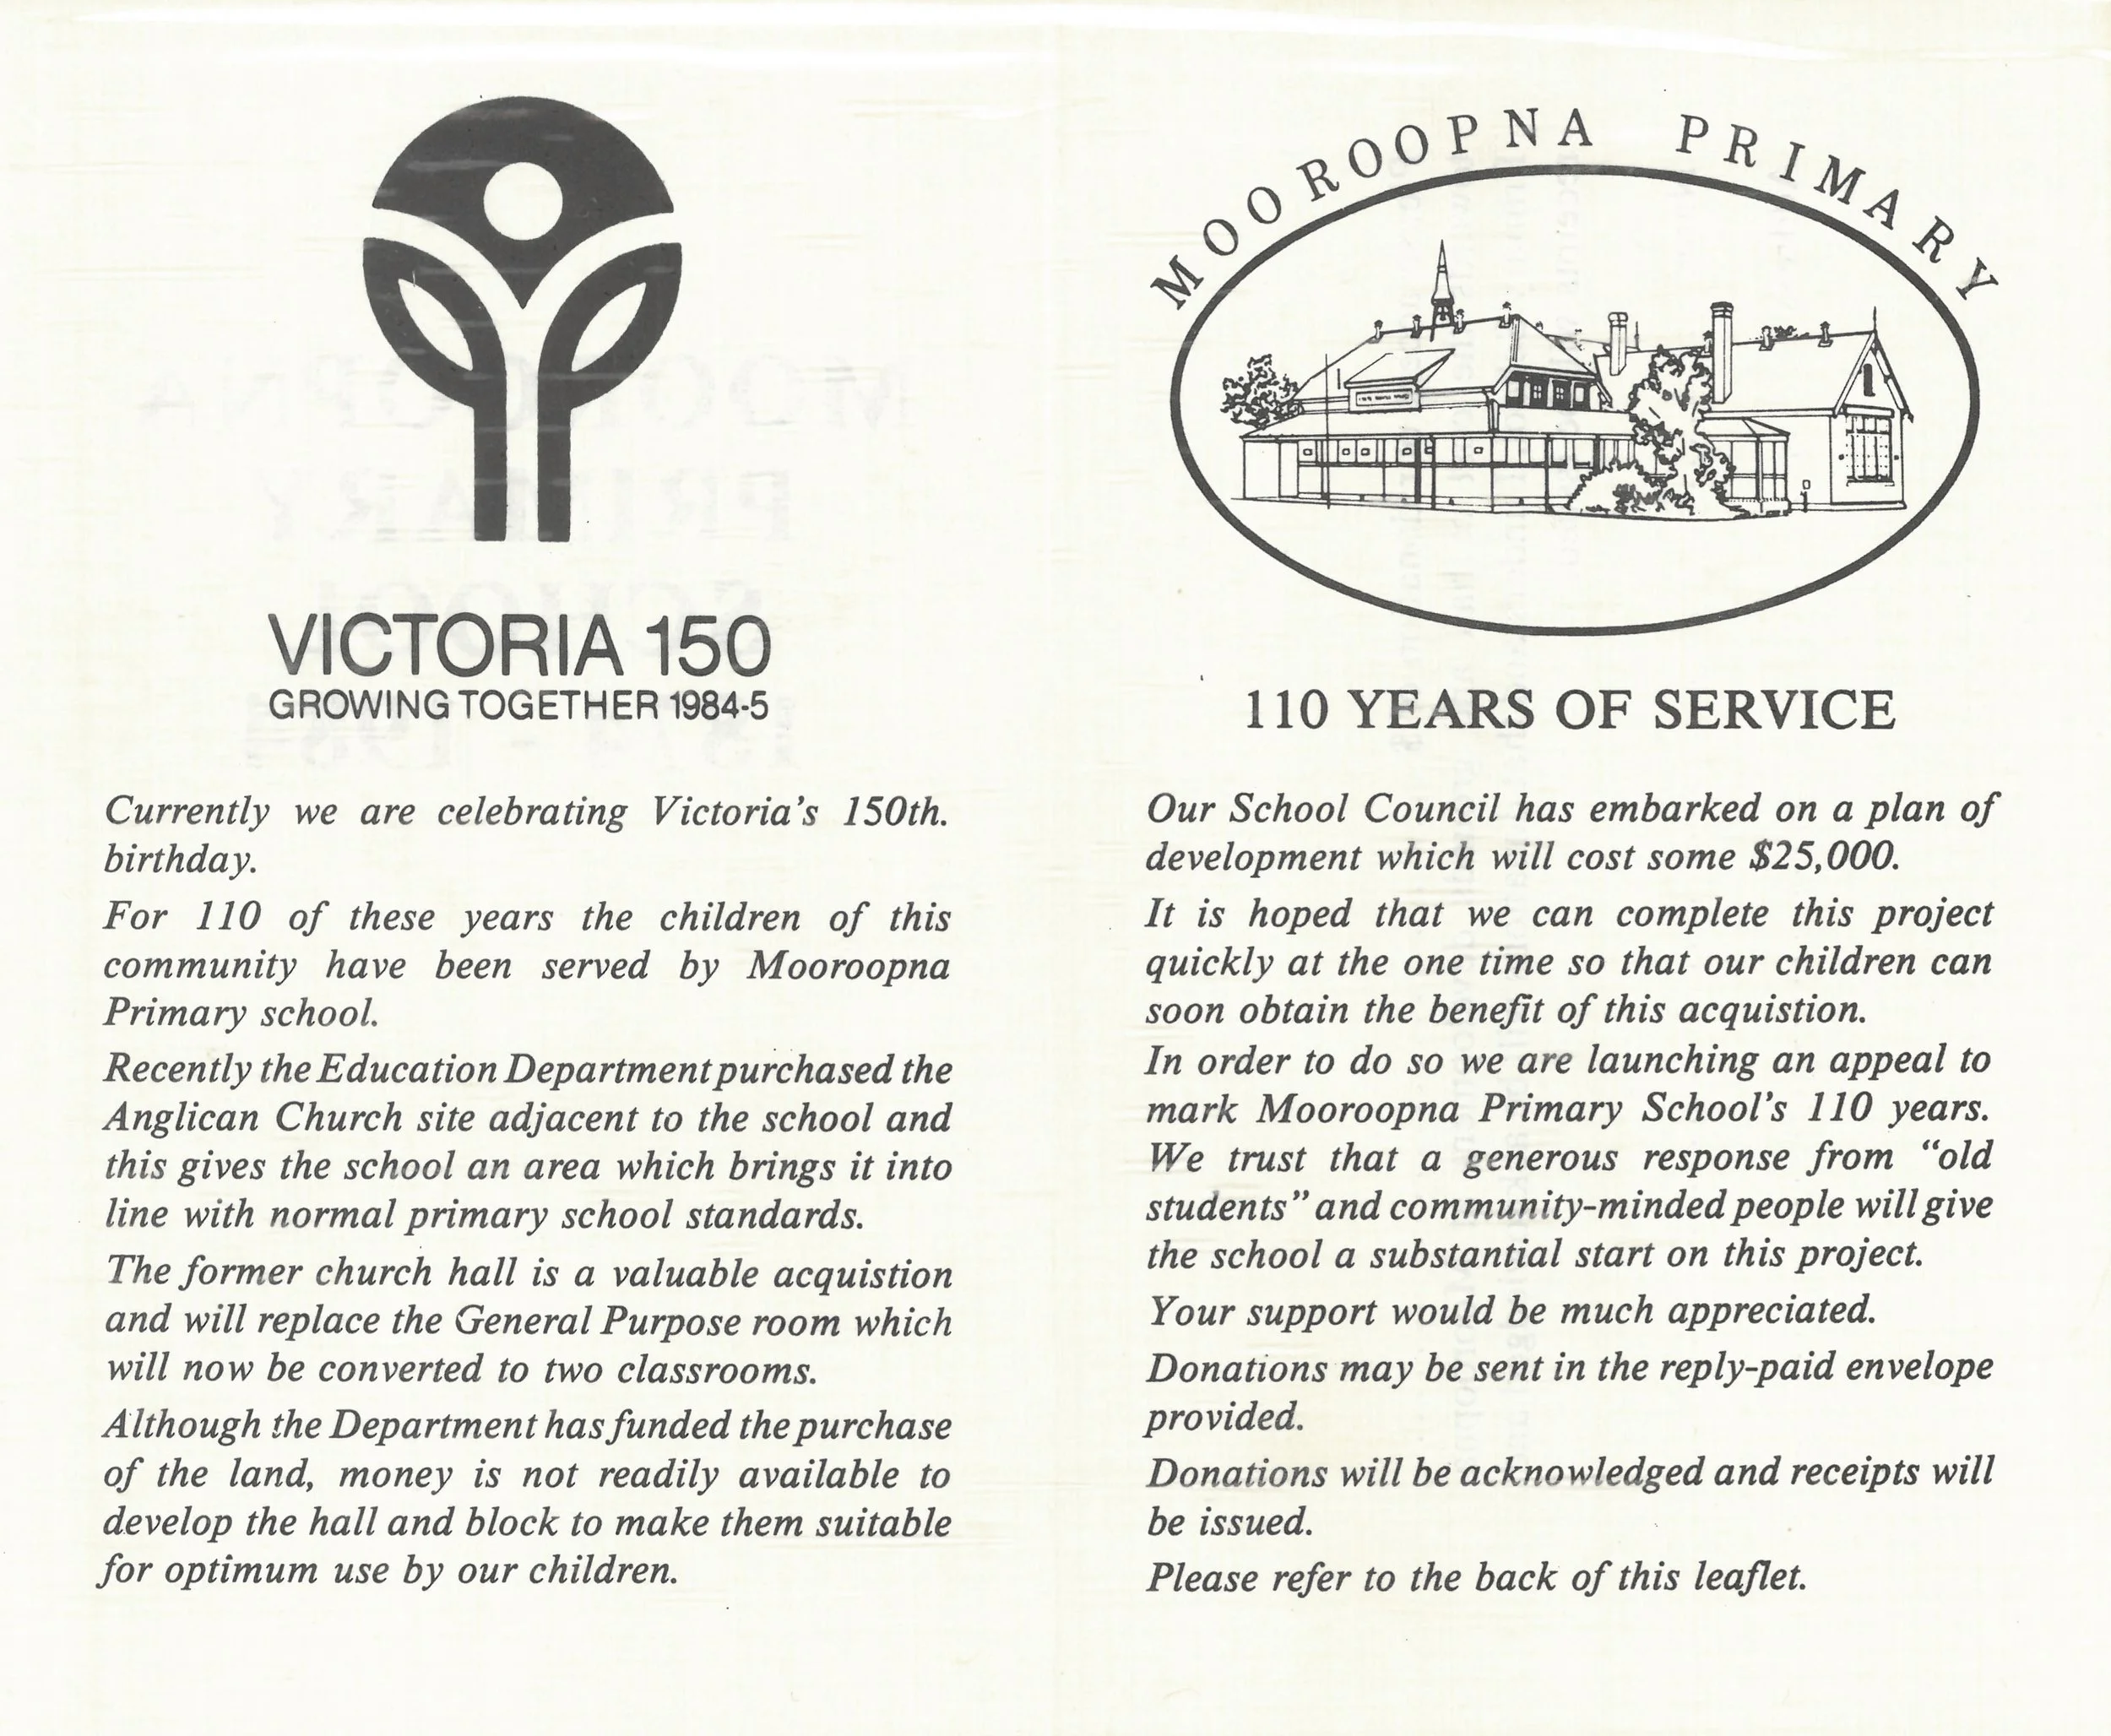 VICTORIA 150
GROWING TOGETHER 1984-5
Currently we are celebrating Victoria's 150th.
birthday.
For 110 of these years the children of this
community have been served by Mooroopna
Primary school.
Recently the Education Department purchased the
Anglican Church site adjacent to the school and
this gives the school an area which brings it into
line with normal primary school standards.
The former church hall is a valuable acquistion
and will replace the General Purpose room which
will now be converted to two classrooms.
Although the Department has funded the purchase
of the land, money is not readily available to
develop the hall and block to make them suitable
for optimum use by our children.
MOOROOPNA PRIMARY
110 YEARS OF SERVICE
Our School Council has embarked on a plan of
development which will cost some $25,000.
It is hoped that we can complete this project
quickly at the one time so that our children can
soon obtain the benefit of this acquistion.
In order to do so we are launching an appeal to
mark Mooroopna Primary School's 110 years.
We trust that a generous response from "old
students" and community-minded people will give
the school a substantial start on this project.
Your support would be much appreciated.
Donations may be sent in the reply-paid envelope
provided.
Donations will be acknowledged and receipts will
be issued.
Please refer to the back of this leaflet.